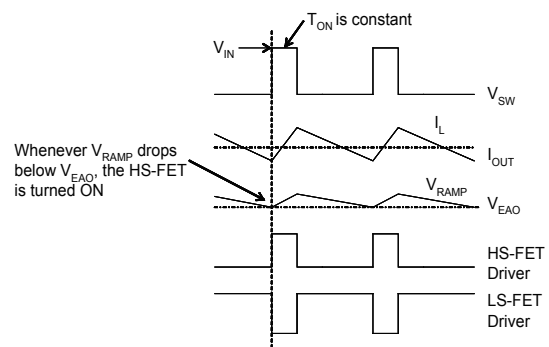 T_ON is constant
V_IN
V_SW
I_L
I_OUT
Whenever V_RAMP drops
below V_EAO, the HS-FET
is turned ON
V_RAMP
V_EAO
HS-FET
Driver
LS-FET
Driver